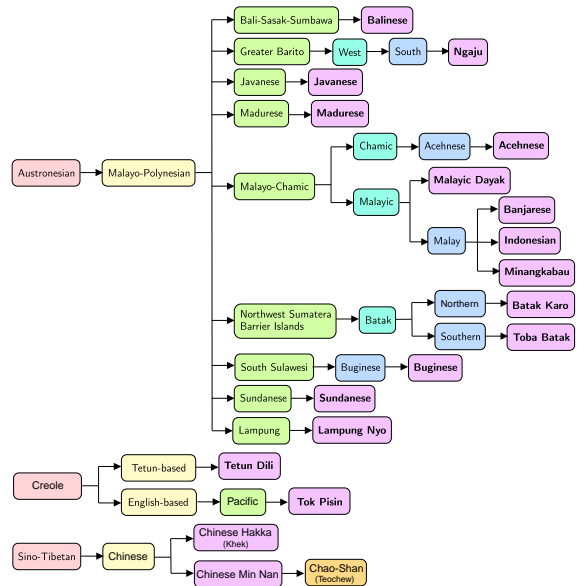 Bali-Sasak-Sumbawa
Balinese
Greater Barito
West
South
Ngaju
Javanese
Javanese
Madurese
Madurese
Austronesian
Malayo-Polynesian
Malayo-Chamic
Chamic
Acehnese
Acehnese
Malayic
Malayic Dayak
Malay
Banjarese
Indonesian
Minangkabau
Northwest Sumatera
Barrier Islands
Batak
Northern
Batak Karo
Southern
Toba Batak
South Sulawesi
Buginese
Buginese
Sundanese
Sundanese
Lampung
Lampung Nyo
Creole
Tetun-based
Tetun Dili
English-based
Pacific
Tok Pisin
Sino-Tibetan
Chinese
Chinese Hakka
(Khek)
Chinese Min Nan
Chao-Shan
(Teochew)